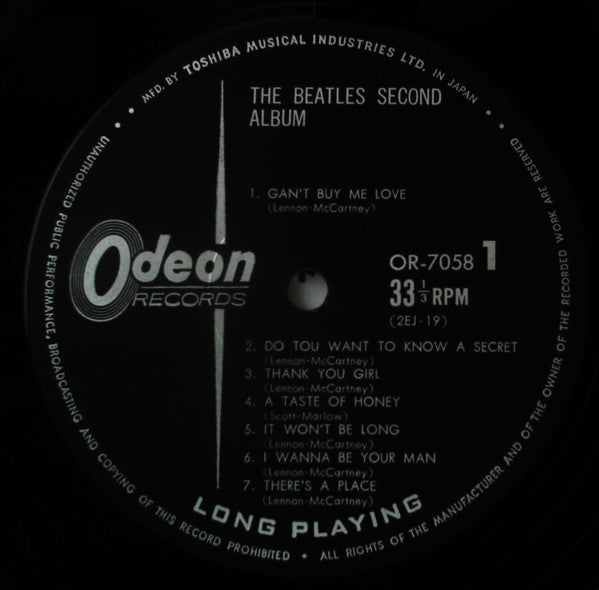 MFD. BY TOSHIBA MUSICAL INDUSTRIES LTD. IN JAPAN
THE BEATLES SECOND
ALBUM
1. GAN'T BUY ME LOVE
(Lennon-McCartney)
Odeon
RECORDS
OR-7058 1
33 1/3 RPM
(2EJ-19)
2. DO TOU WANT TO KNOW A SECRET
(Lennon-McCartney)
3. THANK YOU GIRL
(Lennon-McCartney)
4. A TASTE OF HONEY
(Scott-Marlow)
5. IT WON'T BE LONG
(Lennon-McCartney)
6. I WANNA BE YOUR MAN
(Lennon-McCartney)
7. THERE'S A PLACE
(Lennon-McCartney)
LONG PLAYING
UNAUTHORIZED PUBLIC PERFORMANCE, BROADCASTING AND COPYING OF THIS RECORD PROHIBITED • ALL RIGHTS OF THE MANUFACTURER AND OF THE OWNER OF THE RECORDED WORK ARE RESERVED